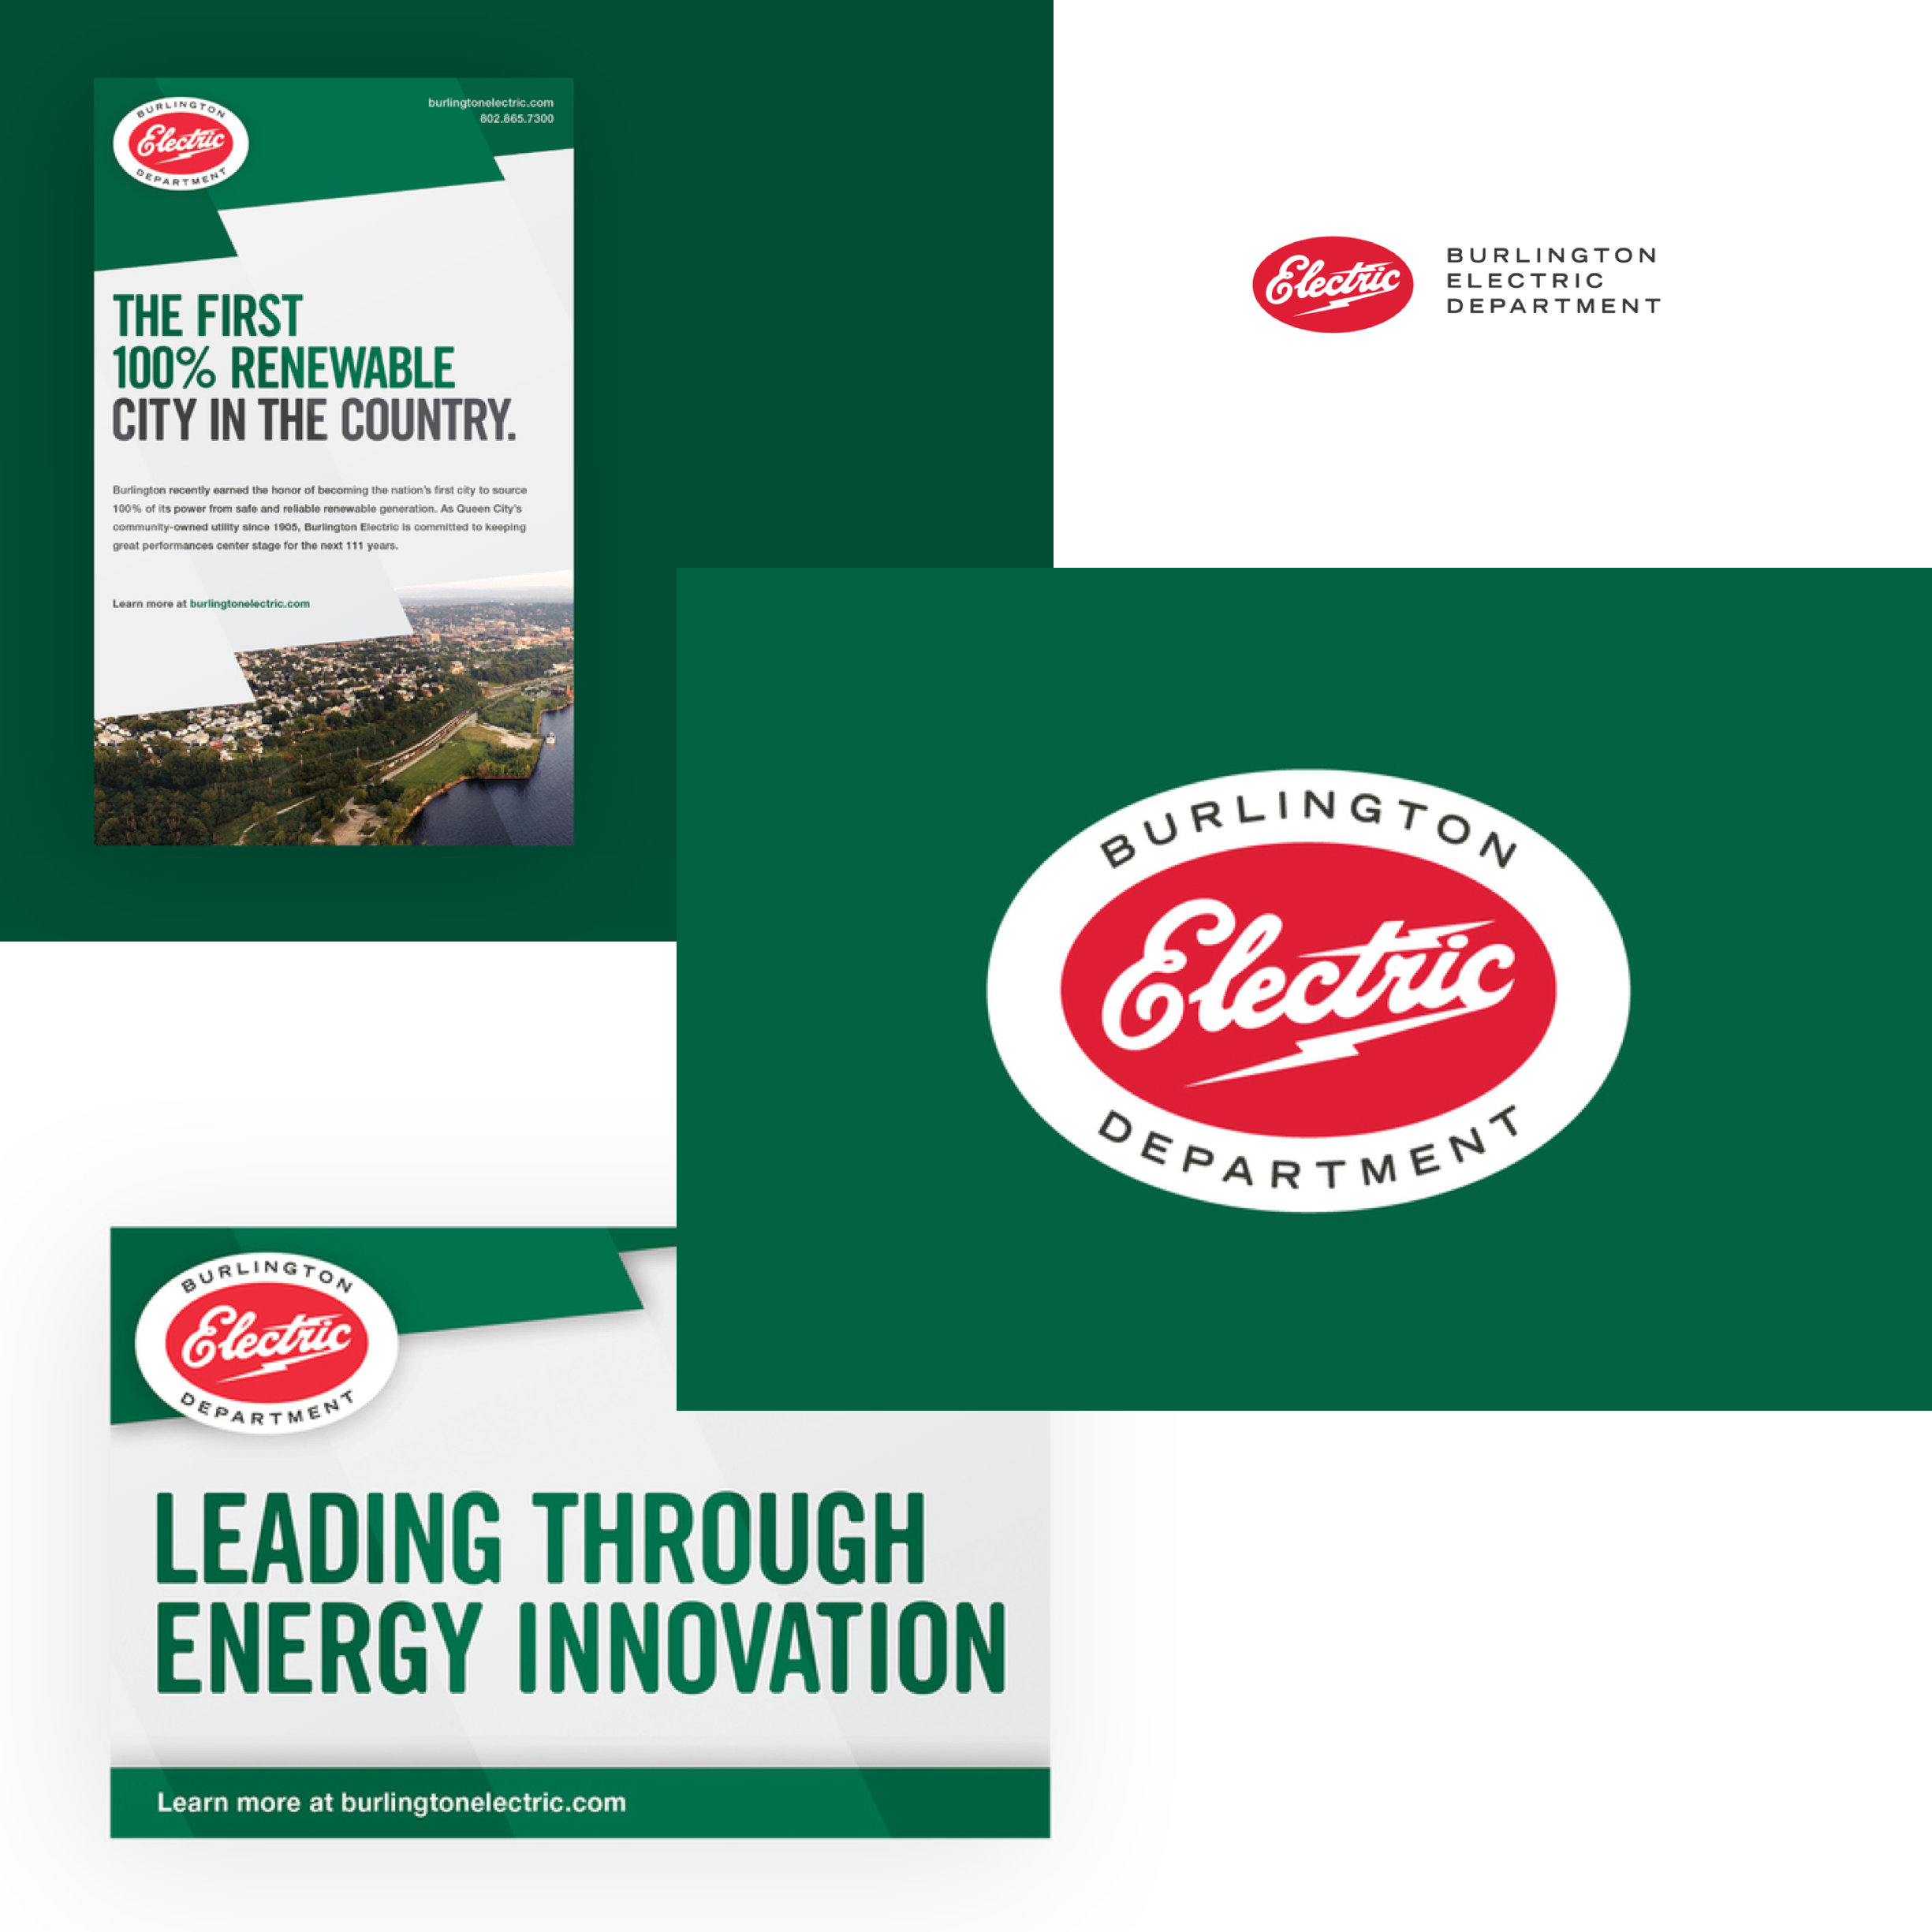 BURLINGTON
Electric
DEPARTMENT
burlingtonelectric.com
802.865.7300
THE FIRST
100% RENEWABLE
CITY IN THE COUNTRY.
Burlington recently earned the honor of becoming the nation's first city to source
100% of its power from safe and reliable renewable generation. As Queen City's
community-owned utility since 1905, Burlington Electric is committed to keeping
great performances center stage for the next 111 years.
Learn more at burlingtonelectric.com
Electric
BURLINGTON
ELECTRIC
DEPARTMENT
BURLINGTON
Electric
DEPARTMENT
BURLINGTON
Electric
DEPARTMENT
LEADING THROUGH
ENERGY INNOVATION
Learn more at burlingtonelectric.com